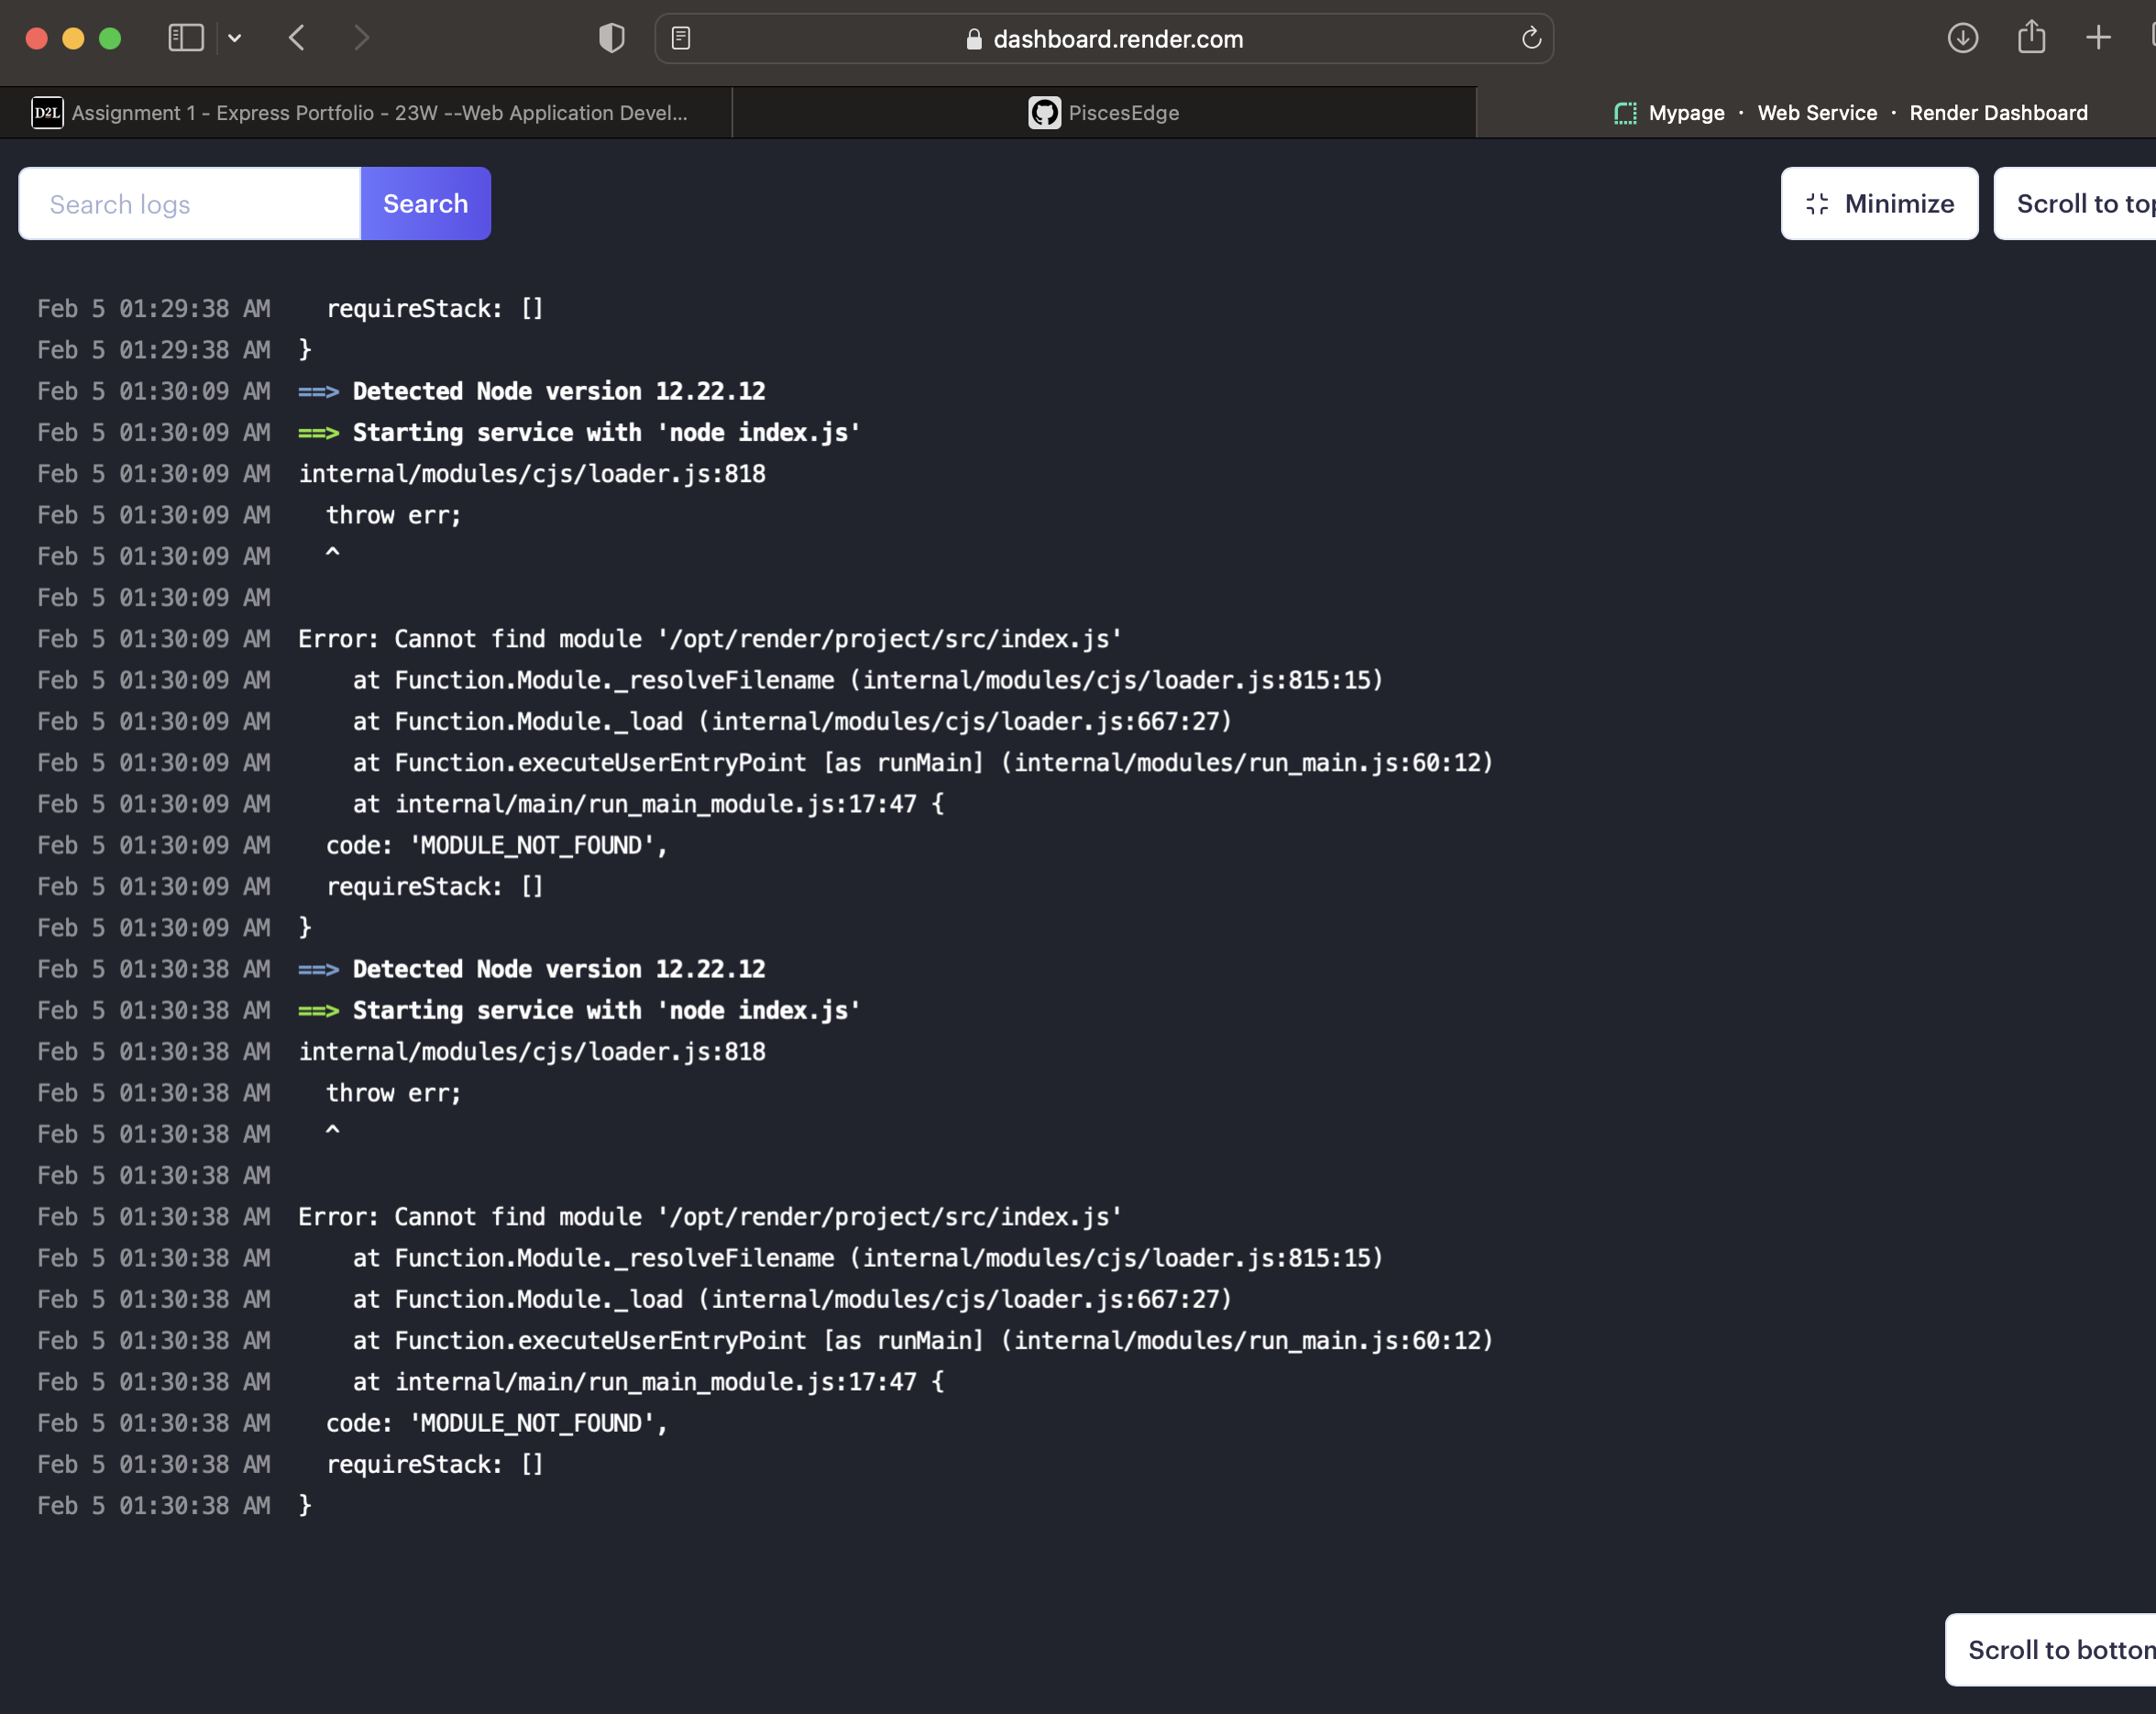 dashboard.render.com
D2L Assignment 1 - Express Portfolio - 23W --Web Application Devel...
PiscesEdge
Mypage · Web Service · Render Dashboard
Search logs
Search
Minimize
Scroll to top
Feb 5 01:29:38 AM requireStack: []
Feb 5 01:29:38 AM }
Feb 5 01:30:09 AM ==> Detected Node version 12.22.12
Feb 5 01:30:09 AM ==> Starting service with 'node index.js'
Feb 5 01:30:09 AM internal/modules/cjs/loader.js:818
Feb 5 01:30:09 AM throw err;
Feb 5 01:30:09 AM ^
Feb 5 01:30:09 AM
Feb 5 01:30:09 AM Error: Cannot find module '/opt/render/project/src/index.js'
Feb 5 01:30:09 AM at Function.Module._resolveFilename (internal/modules/cjs/loader.js:815:15)
Feb 5 01:30:09 AM at Function.Module._load (internal/modules/cjs/loader.js:667:27)
Feb 5 01:30:09 AM at Function.executeUserEntryPoint [as runMain] (internal/modules/run_main.js:60:12)
Feb 5 01:30:09 AM at internal/main/run_main_module.js:17:47 {
Feb 5 01:30:09 AM code: 'MODULE_NOT_FOUND',
Feb 5 01:30:09 AM requireStack: []
Feb 5 01:30:09 AM }
Feb 5 01:30:38 AM ==> Detected Node version 12.22.12
Feb 5 01:30:38 AM ==> Starting service with 'node index.js'
Feb 5 01:30:38 AM internal/modules/cjs/loader.js:818
Feb 5 01:30:38 AM throw err;
Feb 5 01:30:38 AM ^
Feb 5 01:30:38 AM
Feb 5 01:30:38 AM Error: Cannot find module '/opt/render/project/src/index.js'
Feb 5 01:30:38 AM at Function.Module._resolveFilename (internal/modules/cjs/loader.js:815:15)
Feb 5 01:30:38 AM at Function.Module._load (internal/modules/cjs/loader.js:667:27)
Feb 5 01:30:38 AM at Function.executeUserEntryPoint [as runMain] (internal/modules/run_main.js:60:12)
Feb 5 01:30:38 AM at internal/main/run_main_module.js:17:47 {
Feb 5 01:30:38 AM code: 'MODULE_NOT_FOUND',
Feb 5 01:30:38 AM requireStack: []
Feb 5 01:30:38 AM }
Scroll to bottom